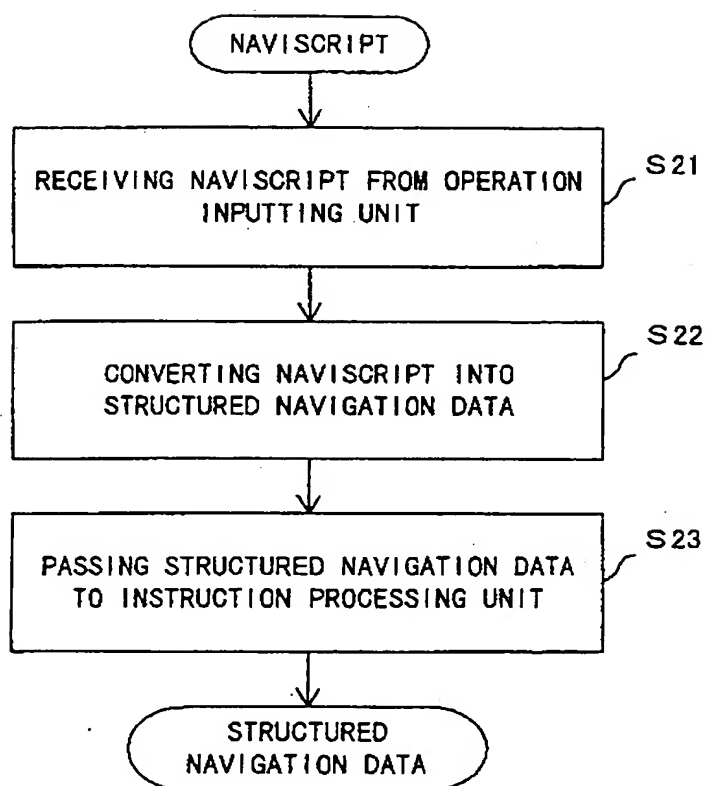 NAVISCRIPT
RECEIVING NAVISCRIPT FROM OPERATION
INPUTTING UNIT
S21
CONVERTING NAVISCRIPT INTO
STRUCTURED NAVIGATION DATA
S22
PASSING STRUCTURED NAVIGATION DATA
TO INSTRUCTION PROCESSING UNIT
S23
STRUCTURED
NAVIGATION DATA